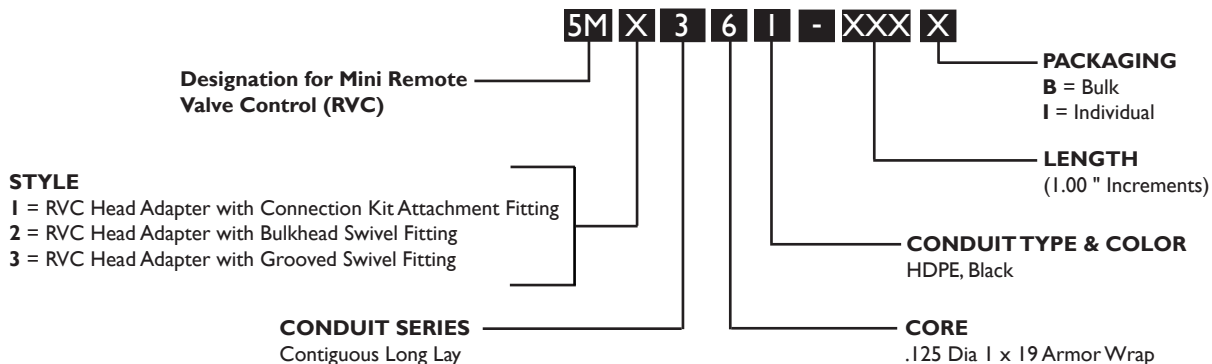 5M X 3 6 1 - XXX X
Designation for Mini Remote
Valve Control (RVC)
PACKAGING
B = Bulk
I = Individual
LENGTH
(1.00 " Increments)
STYLE
1 = RVC Head Adapter with Connection Kit Attachment Fitting
2 = RVC Head Adapter with Bulkhead Swivel Fitting
3 = RVC Head Adapter with Grooved Swivel Fitting
CONDUIT TYPE & COLOR
HDPE, Black
CONDUIT SERIES
Contiguous Long Lay
CORE
.125 Dia 1 x 19 Armor Wrap